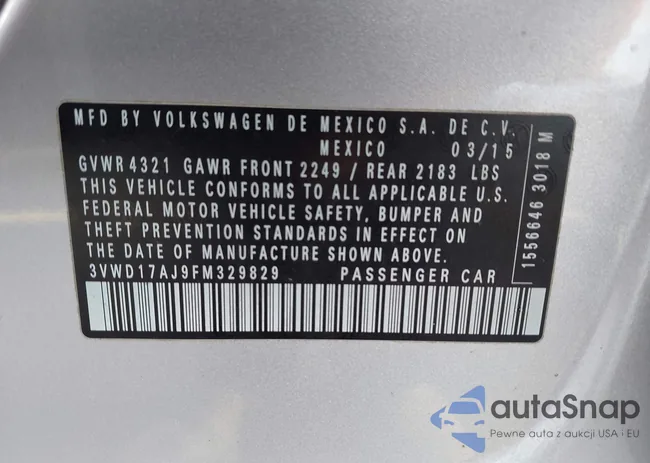 MFD BY VOLKSWAGEN DE MEXICO S.A. DE C.V.
MEXICO 03/15
GVWR 4321 GAWR FRONT 2249 / REAR 2183 LBS
THIS VEHICLE CONFORMS TO ALL APPLICABLE U.S.
FEDERAL MOTOR VEHICLE SAFETY, BUMPER AND
THEFT PREVENTION STANDARDS IN EFFECT ON
THE DATE OF MANUFACTURE SHOWN ABOVE.
3VWD17AJ9FM329829 PASSENGER CAR
1556646 3018 M
autaSnap
Pewne auta z aukcji USA · EU